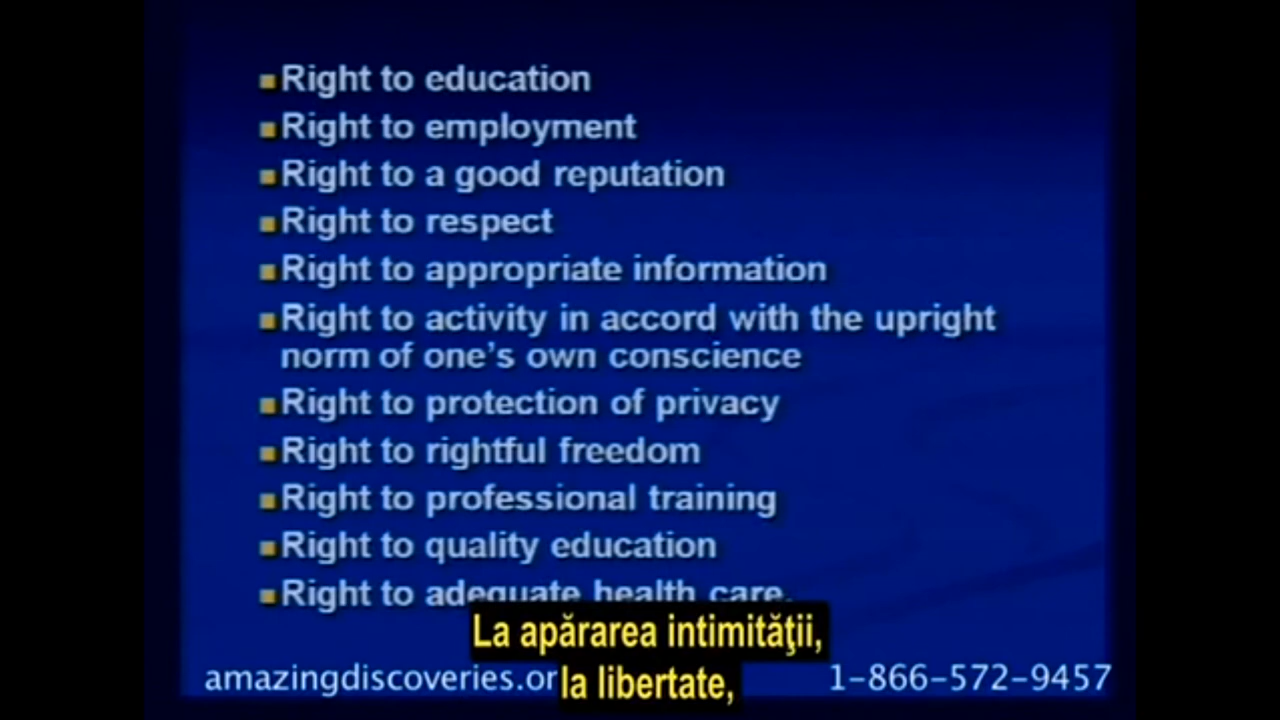 Right to education
Right to employment
Right to a good reputation
Right to respect
Right to appropriate information
Right to activity in accord with the upright
norm of one's own conscience
Right to protection of privacy
Right to rightful freedom
Right to professional training
Right to quality education
Right to adequate health care.
La apărarea intimităţii,
la libertate,
amazingdiscoveries.or
1-866-572-9457